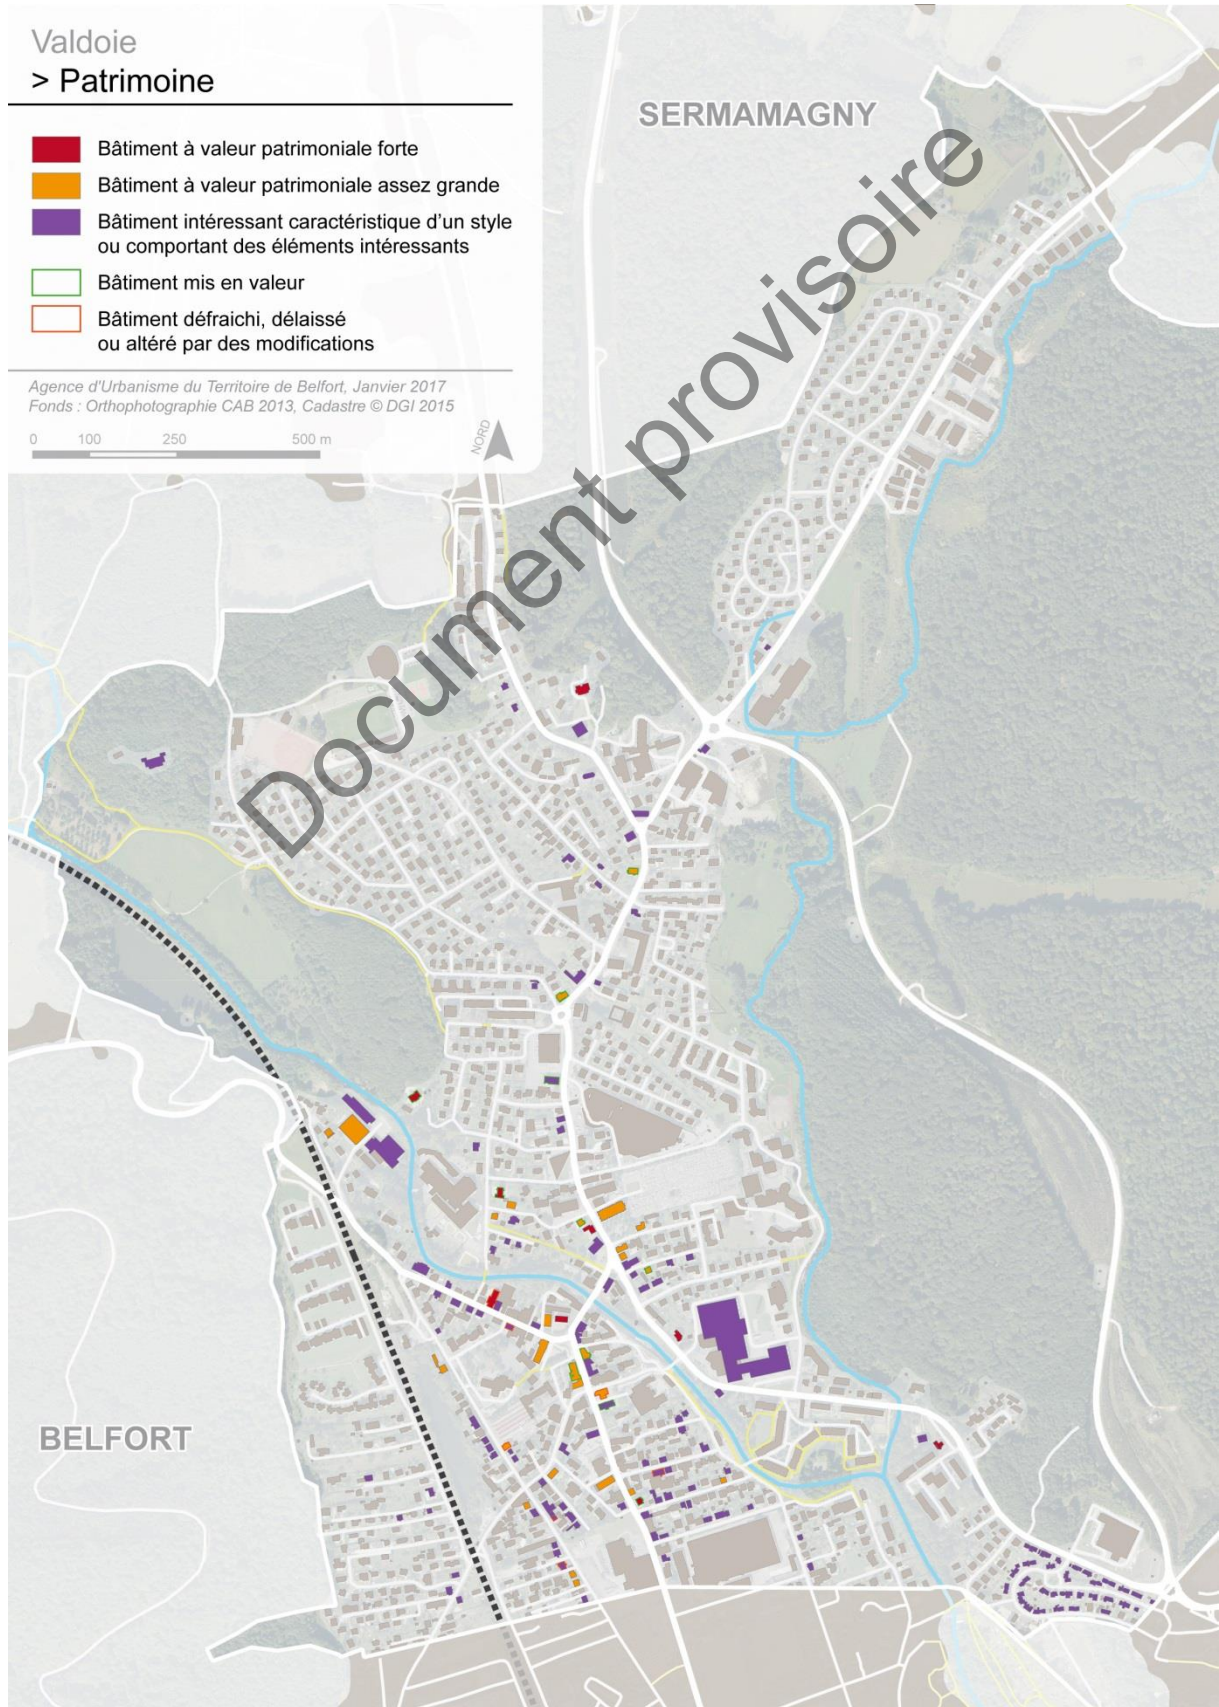 Valdoie
> Patrimoine
Bâtiment à valeur patrimoniale forte
Bâtiment à valeur patrimoniale assez grande
Bâtiment intéressant caractéristique d'un style
ou comportant des éléments intéressants
Bâtiment mis en valeur
Bâtiment défraichi, délaissé
ou altéré par des modifications
Agence d'Urbanisme du Territoire de Belfort, Janvier 2017
Fonds : Orthophotographie CAB 2013, Cadastre © DGI 2015
0 100 250 500 m
NORD
SERMAMAGNY
Document provisoire
BELFORT